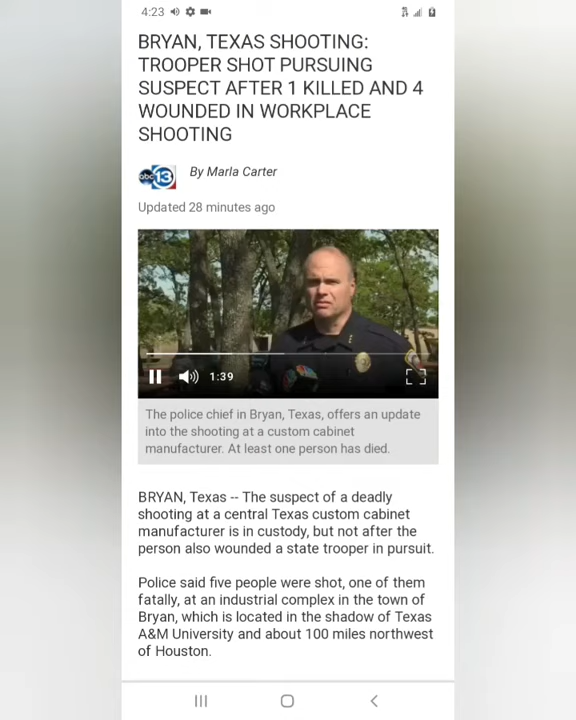 4:23
BRYAN, TEXAS SHOOTING:
TROOPER SHOT PURSUING
SUSPECT AFTER 1 KILLED AND 4
WOUNDED IN WORKPLACE
SHOOTING
abc 13
By Marla Carter
Updated 28 minutes ago
1:39
The police chief in Bryan, Texas, offers an update
into the shooting at a custom cabinet
manufacturer. At least one person has died.
BRYAN, Texas -- The suspect of a deadly
shooting at a central Texas custom cabinet
manufacturer is in custody, but not after the
person also wounded a state trooper in pursuit.
Police said five people were shot, one of them
fatally, at an industrial complex in the town of
Bryan, which is located in the shadow of Texas
A&M University and about 100 miles northwest
of Houston.